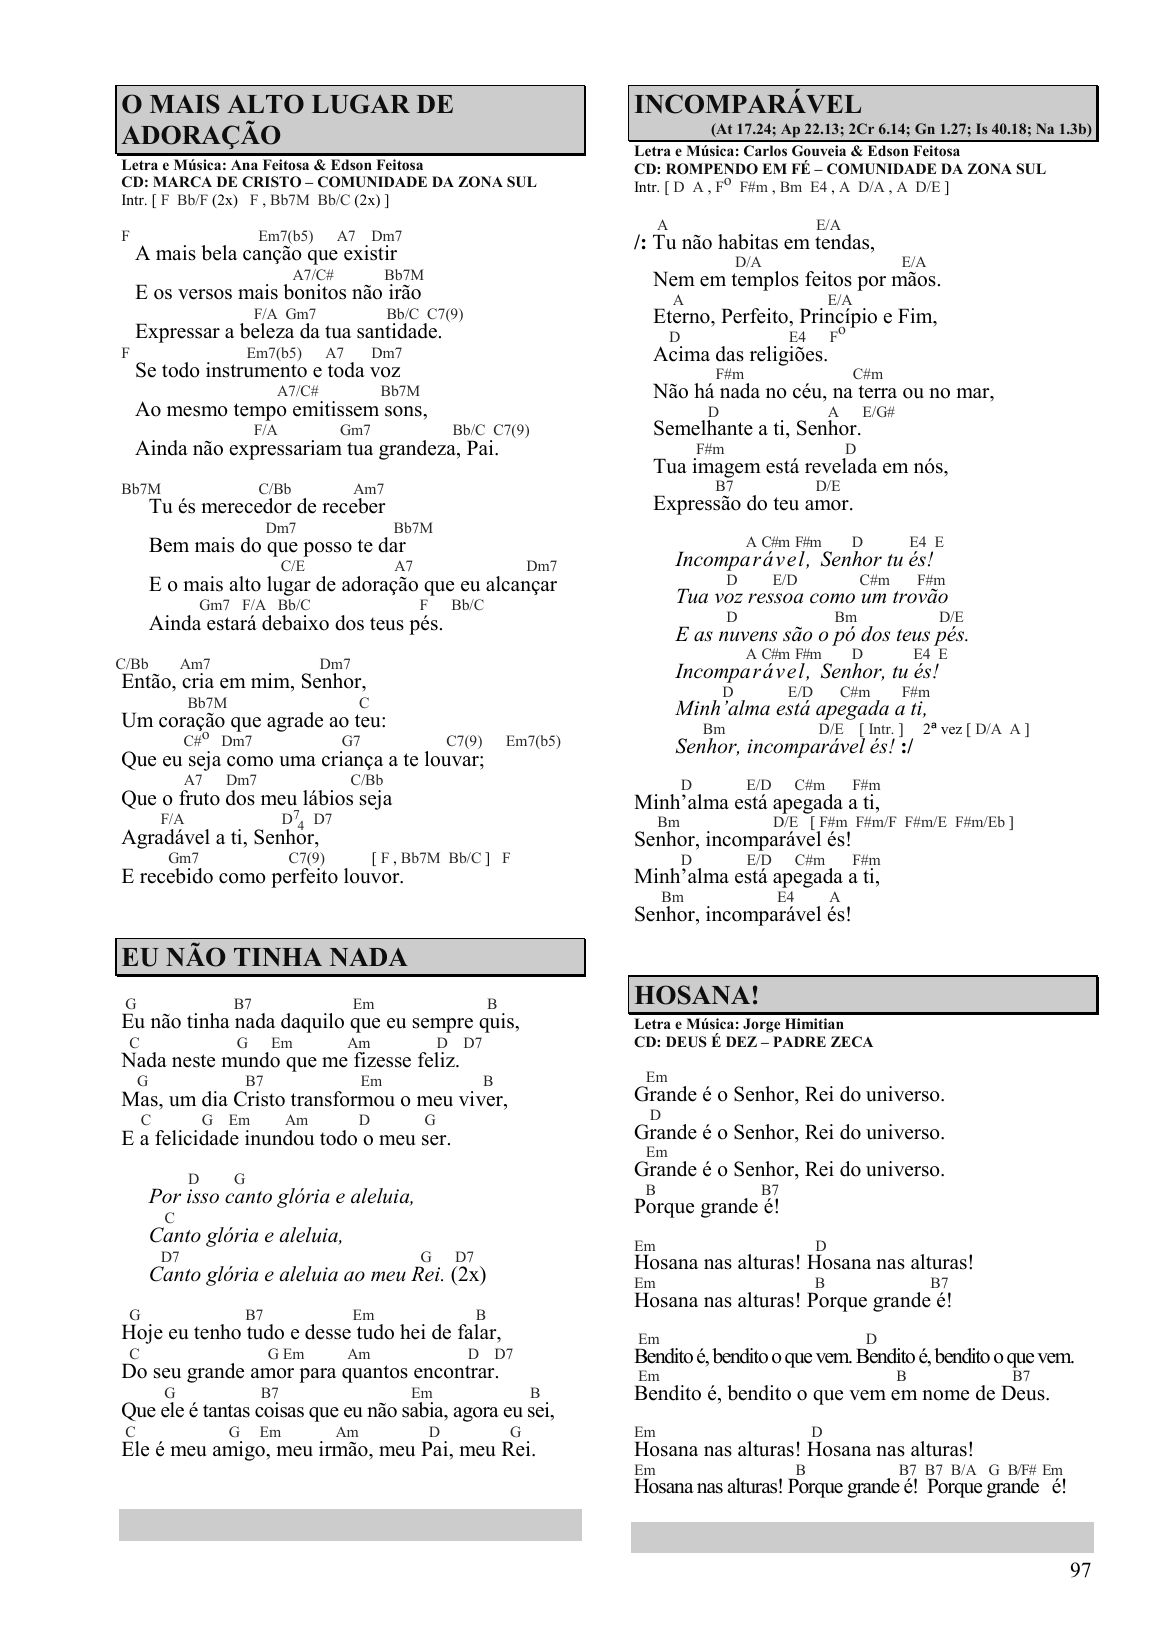 O MAIS ALTO LUGAR DE
ADORAÇÃO
Letra e Música: Ana Feitosa & Edson Feitosa
CD: MARCA DE CRISTO – COMUNIDADE DA ZONA SUL
Intr. [ F Bb/F (2x) F , Bb7M Bb/C (2x) ]
F Em7(b5) A7 Dm7
A mais bela canção que existir
A7/C# Bb7M
E os versos mais bonitos não irão
F/A Gm7 Bb/C C7(9)
Expressar a beleza da tua santidade.
F Em7(b5) A7 Dm7
Se todo instrumento e toda voz
A7/C# Bb7M
Ao mesmo tempo emitissem sons,
F/A Gm7 Bb/C C7(9)
Ainda não expressariam tua grandeza, Pai.
Bb7M C/Bb Am7
Tu és merecedor de receber
Dm7 Bb7M
Bem mais do que posso te dar
C/E A7 Dm7
E o mais alto lugar de adoração que eu alcançar
Gm7 F/A Bb/C F Bb/C
Ainda estará debaixo dos teus pés.
C/Bb Am7 Dm7
Então, cria em mim, Senhor,
Bb7M C
Um coração que agrade ao teu:
C#º Dm7 G7 C7(9) Em7(b5)
Que eu seja como uma criança a te louvar;
A7 Dm7 C/Bb
Que o fruto dos meu lábios seja
F/A D7 4 D7
Agradável a ti, Senhor,
Gm7 C7(9) [ F , Bb7M Bb/C ] F
E recebido como perfeito louvor.
EU NÃO TINHA NADA
G B7 Em B
Eu não tinha nada daquilo que eu sempre quis,
C G Em Am D D7
Nada neste mundo que me fizesse feliz.
G B7 Em B
Mas, um dia Cristo transformou o meu viver,
C G Em Am D G
E a felicidade inundou todo o meu ser.
D G
Por isso canto glória e aleluia,
C
Canto glória e aleluia,
D7 G D7
Canto glória e aleluia ao meu Rei. (2x)
G B7 Em B
Hoje eu tenho tudo e desse tudo hei de falar,
C G Em Am D D7
Do seu grande amor para quantos encontrar.
G B7 Em B
Que ele é tantas coisas que eu não sabia, agora eu sei,
C G Em Am D G
Ele é meu amigo, meu irmão, meu Pai, meu Rei.
INCOMPARÁVEL
(At 17.24; Ap 22.13; 2Cr 6.14; Gn 1.27; Is 40.18; Na 1.3b)
Letra e Música: Carlos Gouveia & Edson Feitosa
CD: ROMPENDO EM FÉ – COMUNIDADE DA ZONA SUL
Intr. [ D A , Fº F#m , Bm E4 , A D/A , A D/E ]
A E/A
/: Tu não habitas em tendas,
D/A E/A
Nem em templos feitos por mãos.
A E/A
Eterno, Perfeito, Princípio e Fim,
D E4 Fº
Acima das religiões.
F#m C#m
Não há nada no céu, na terra ou no mar,
D A E/G#
Semelhante a ti, Senhor.
F#m D
Tua imagem está revelada em nós,
B7 D/E
Expressão do teu amor.
A C#m F#m D E4 E
Incomparável, Senhor tu és!
D E/D C#m F#m
Tua voz ressoa como um trovão
D Bm D/E
E as nuvens são o pó dos teus pés.
A C#m F#m D E4 E
Incomparável, Senhor, tu és!
D E/D C#m F#m
Minh’alma está apegada a ti,
Bm D/E [ Intr. ] 2ª vez [ D/A A ]
Senhor, incomparável és! :/
D E/D C#m F#m
Minh’alma está apegada a ti,
Bm D/E [ F#m F#m/F F#m/E F#m/Eb ]
Senhor, incomparável és!
D E/D C#m F#m
Minh’alma está apegada a ti,
Bm E4 A
Senhor, incomparável és!
HOSANA!
Letra e Música: Jorge Himitian
CD: DEUS É DEZ – PADRE ZECA
Em
Grande é o Senhor, Rei do universo.
D
Grande é o Senhor, Rei do universo.
Em
Grande é o Senhor, Rei do universo.
B B7
Porque grande é!
Em D
Hosana nas alturas! Hosana nas alturas!
Em B B7
Hosana nas alturas! Porque grande é!
Em D
Bendito é, bendito o que vem. Bendito é, bendito o que vem.
Em B B7
Bendito é, bendito o que vem em nome de Deus.
Em D
Hosana nas alturas! Hosana nas alturas!
Em B B7 B7 B/A G B/F# Em
Hosana nas alturas! Porque grande é! Porque grande é!
97